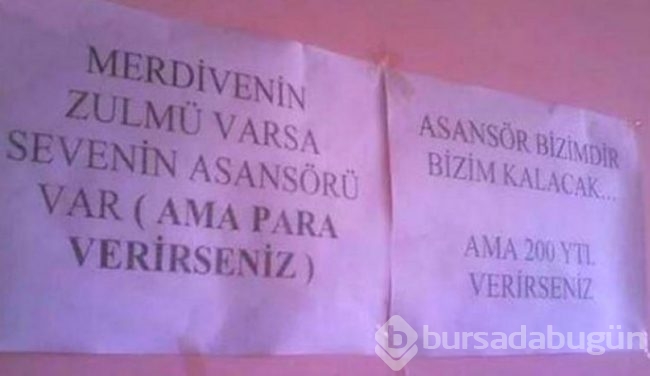 MERDİVENİN
ZULMÜ VARSA
SEVENİN ASANSÖRÜ
VAR ( AMA PARA
VERİRSENİZ )
ASANSÖR BİZİMDİR
BİZİM KALACAK...
AMA 200 YTL
VERİRSENİZ
bursadabugün